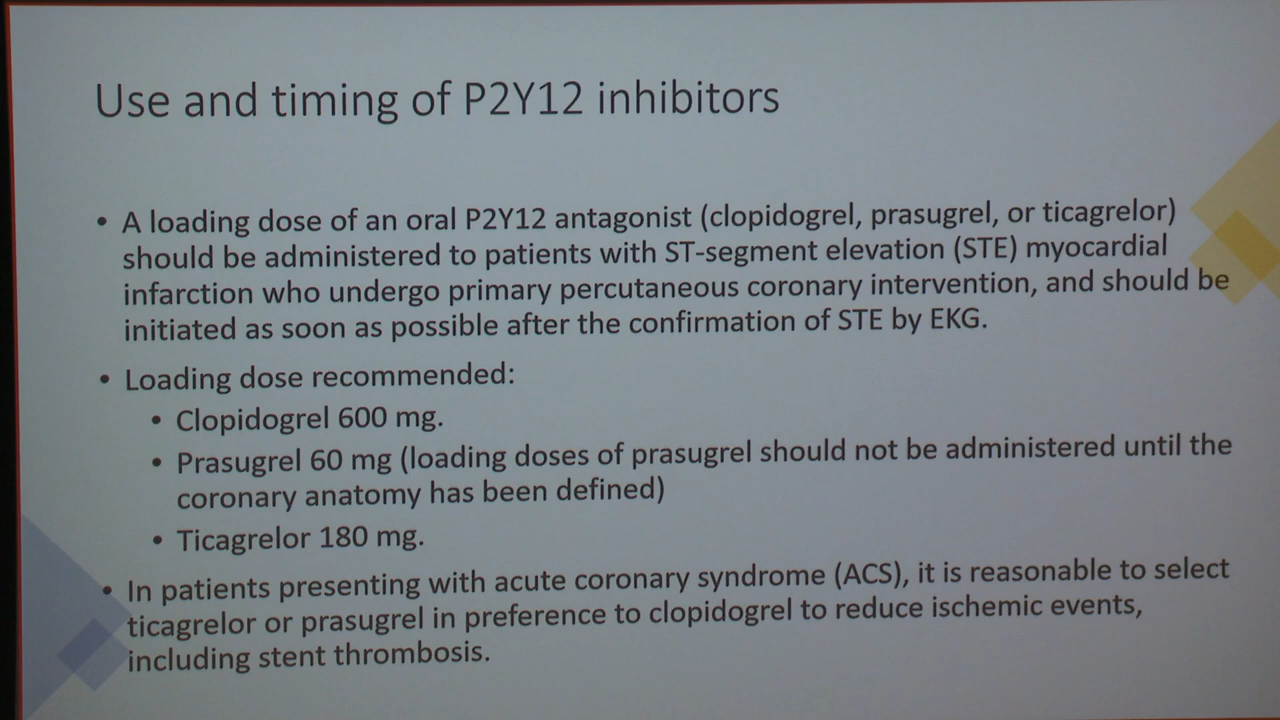 Use and timing of P2Y12 inhibitors
• A loading dose of an oral P2Y12 antagonist (clopidogrel, prasugrel, or ticagrelor)
should be administered to patients with ST-segment elevation (STE) myocardial
infarction who undergo primary percutaneous coronary intervention, and should be
initiated as soon as possible after the confirmation of STE by EKG.
• Loading dose recommended:
• Clopidogrel 600 mg.
• Prasugrel 60 mg (loading doses of prasugrel should not be administered until the
coronary anatomy has been defined)
• Ticagrelor 180 mg.
• In patients presenting with acute coronary syndrome (ACS), it is reasonable to select
ticagrelor or prasugrel in preference to clopidogrel to reduce ischemic events,
including stent thrombosis.